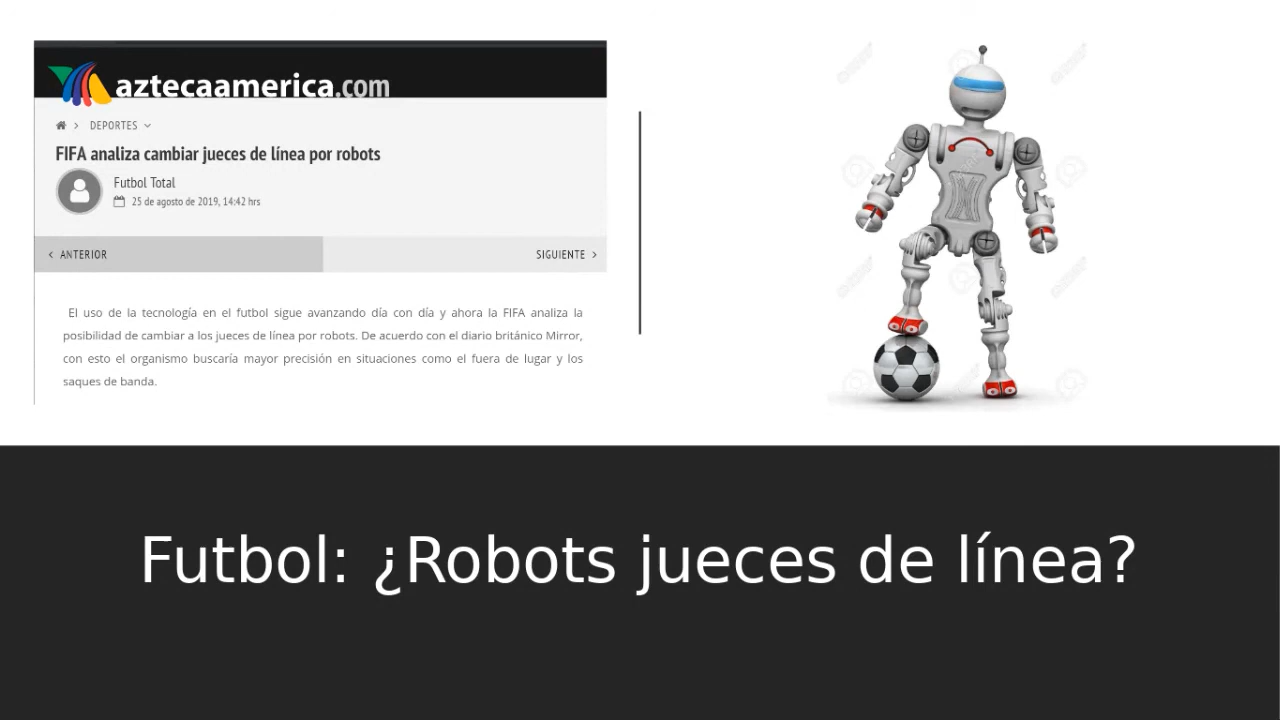 aztecaamerica.com
DEPORTES
FIFA analiza cambiar jueces de línea por robots
Futbol Total
25 de agosto de 2019, 14:42 hrs
ANTERIOR
SIGUIENTE
El uso de la tecnología en el futbol sigue avanzando día con día y ahora la FIFA analiza la
posibilidad de cambiar a los jueces de línea por robots. De acuerdo con el diario británico Mirror,
con esto el organismo buscaría mayor precisión en situaciones como el fuera de lugar y los
saques de banda.
Futbol: ¿Robots jueces de línea?